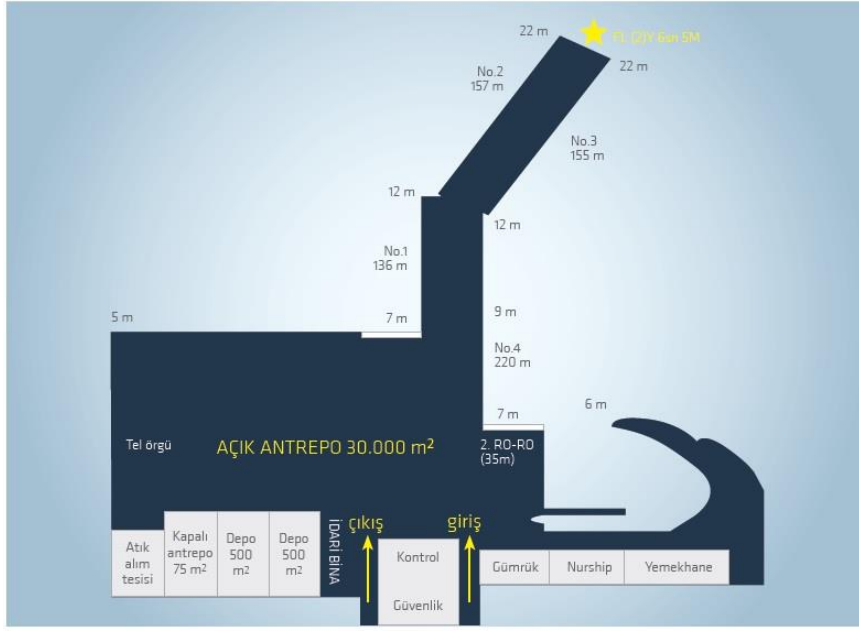 22 m
FL (2)Y 6sn 5M
22 m
No.2
157 m
No.3
155 m
12 m
12 m
No.1
136 m
5 m
7 m
9 m
No.4
220 m
7 m
6 m
Tel örgü
AÇIK ANTREPO 30.000 m²
2. RO-RO
(35m)
çıkış
giriş
İDARİ BİNA
Atık
alım
tesisi
Kapalı
antrepo
75 m²
Depo
500
m²
Depo
500
m²
Kontrol
Güvenlik
Gümrük
Nurship
Yemekhane